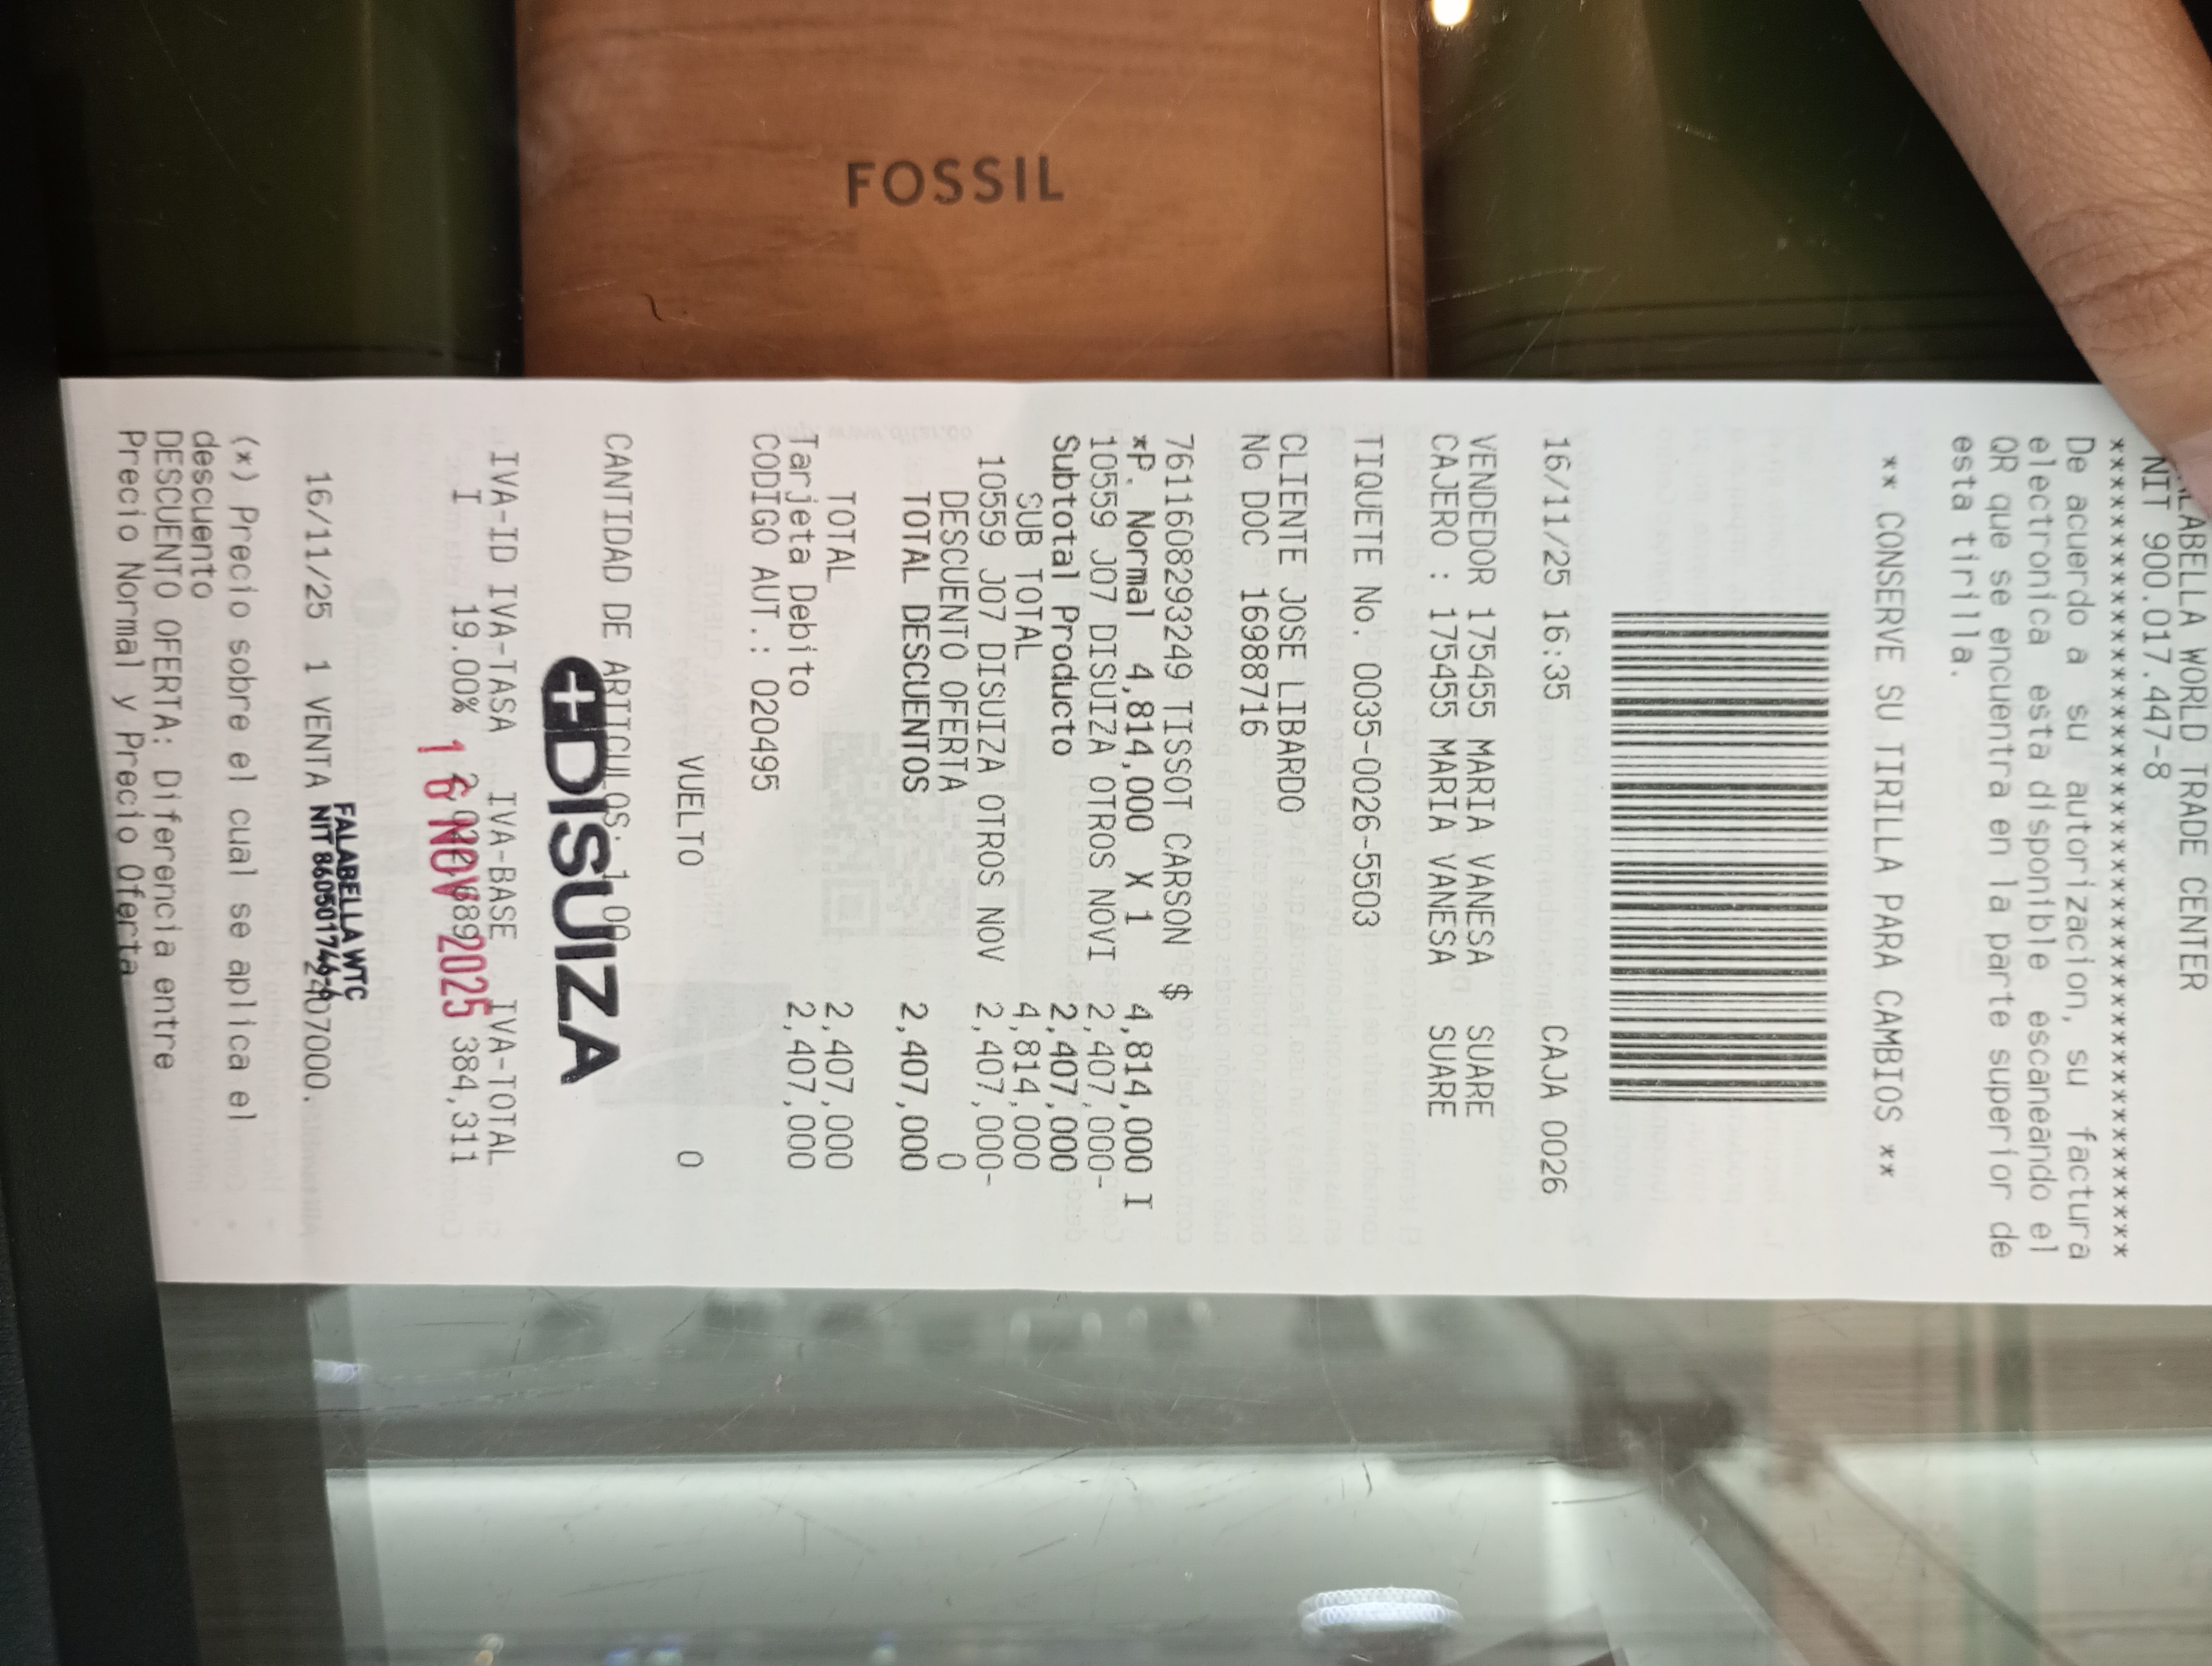 FOSSIL
LABELLA WORLD TRADE CENTER
NIT 900.017.447-8
De acuerdo a su autorizacion, su factura
electronica esta disponible escaneando el
QR que se encuentra en la parte superior de
esta tirilla.
** CONSERVE SU TIRILLA PARA CAMBIOS **
16/11/25 16:35 CAJA 0026
VENDEDOR 175455 MARIA VANESA SUARE
CAJERO : 175455 MARIA VANESA SUARE
TIQUETE No. 0035-0026-5503
CLIENTE JOSE LIBARDO
No DOC 16988716
7611608293249 TISSOT CARSON $
*P. Normal 4,814,000 X 1 4,814,000 I
10559 J07 DISUIZA OTROS NOVI 2,407,000-
Subtotal Producto 2,407,000
SUB TOTAL 4,814,000
10559 J07 DISUIZA OTROS NOV 2,407,000-
DESCUENTO OFERTA 0
TOTAL DESCUENTOS 2,407,000
TOTAL 2,407,000
Tarjeta Debito 2,407,000
CODIGO AUT.: 020495
VUELTO 0
CANTIDAD DE ARTICULOS: 1.00
DISUIZA
IVA-ID IVA-TASA IVA-BASE IVA-TOTAL
I 19.00% 384,311
16 NOV 2025
FALABELLA WTC
16/11/25 1 VENTA
(*) Precio sobre el cual se aplica el
descuento
DESCUENTO OFERTA: Diferencia entre
Precio Normal y Precio Oferta